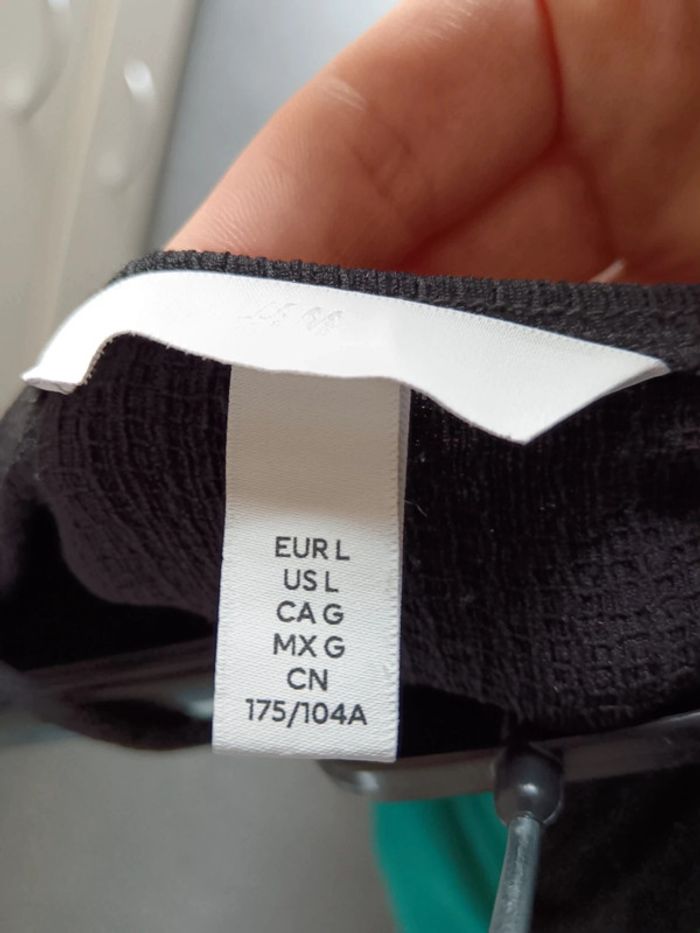 EUR L
US L
CA G
MX G
CN
175/104A